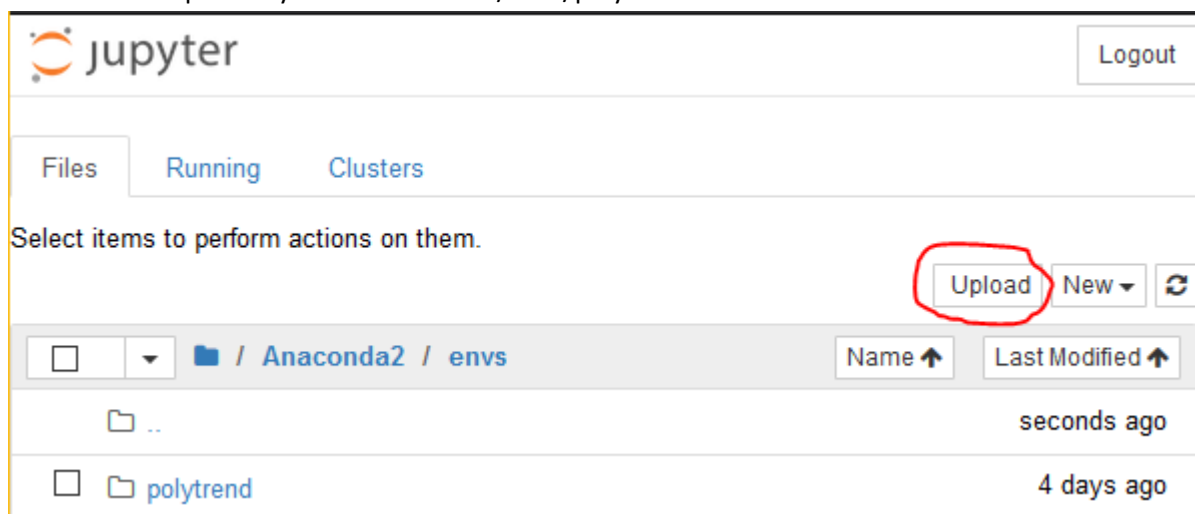 jupyter
Logout
Files Running Clusters
Select items to perform actions on them.
Upload New
/ Anaconda2 / envs Name Last Modified
.. seconds ago
polytrend 4 days ago